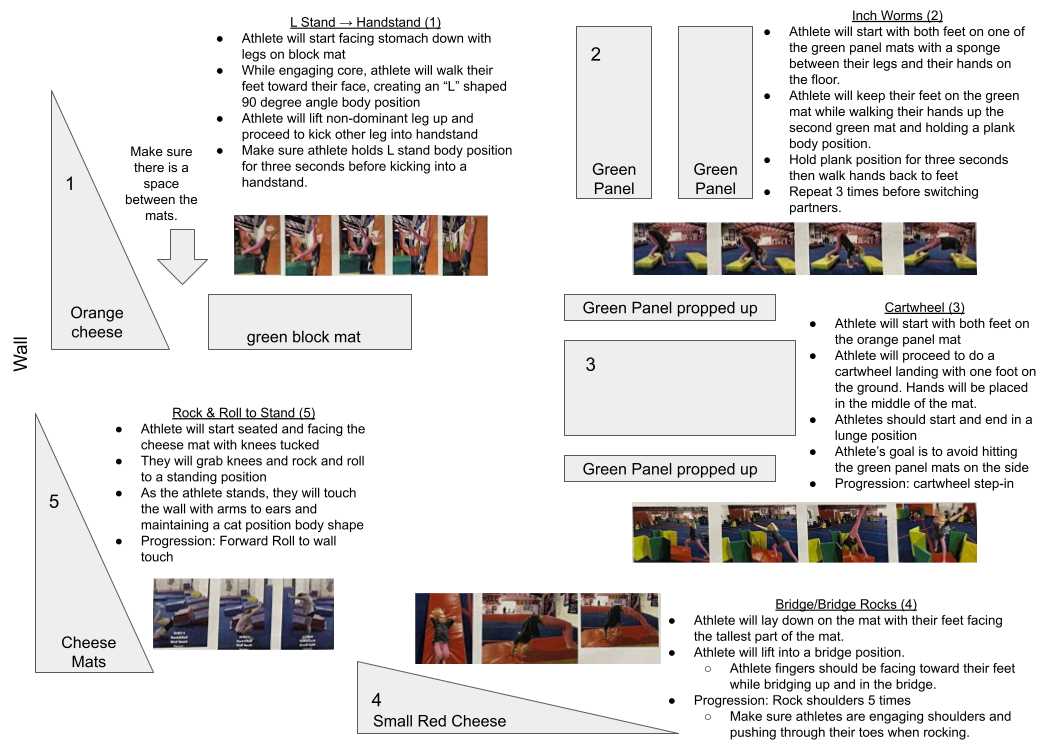 L Stand → Handstand (1)
● Athlete will start facing stomach down with
legs on block mat
● While engaging core, athlete will walk their
feet toward their face, creating an “L” shaped
90 degree angle body position
● Athlete will lift non-dominant leg up and
proceed to kick other leg into handstand
● Make sure athlete holds L stand body position
for three seconds before kicking into a
handstand.
Make sure
there is a
space
between the
mats.
1
Orange
cheese
green block mat
Wall
2
Green
Panel
Green
Panel
Inch Worms (2)
● Athlete will start with both feet on one of
the green panel mats with a sponge
between their legs and their hands on
the floor.
● Athlete will keep their feet on the green
mat while walking their hands up the
second green mat and holding a plank
body position.
● Hold plank position for three seconds
then walk hands back to feet
● Repeat 3 times before switching
partners.
Green Panel propped up
3
Green Panel propped up
Cartwheel (3)
● Athlete will start with both feet on
the orange panel mat
● Athlete will proceed to do a
cartwheel landing with one foot on
the ground. Hands will be placed
in the middle of the mat.
● Athletes should start and end in a
lunge position
● Athlete’s goal is to avoid hitting
the green panel mats on the side
● Progression: cartwheel step-in
Rock & Roll to Stand (5)
● Athlete will start seated and facing the
cheese mat with knees tucked
● They will grab knees and rock and roll
to a standing position
● As the athlete stands, they will touch
the wall with arms to ears and
maintaining a cat position body shape
● Progression: Forward Roll to wall
touch
5
Cheese
Mats
4
Small Red Cheese
Bridge/Bridge Rocks (4)
● Athlete will lay down on the mat with their feet facing
the tallest part of the mat.
● Athlete will lift into a bridge position.
○ Athlete fingers should be facing toward their feet
while bridging up and in the bridge.
● Progression: Rock shoulders 5 times
○ Make sure athletes are engaging shoulders and
pushing through their toes when rocking.